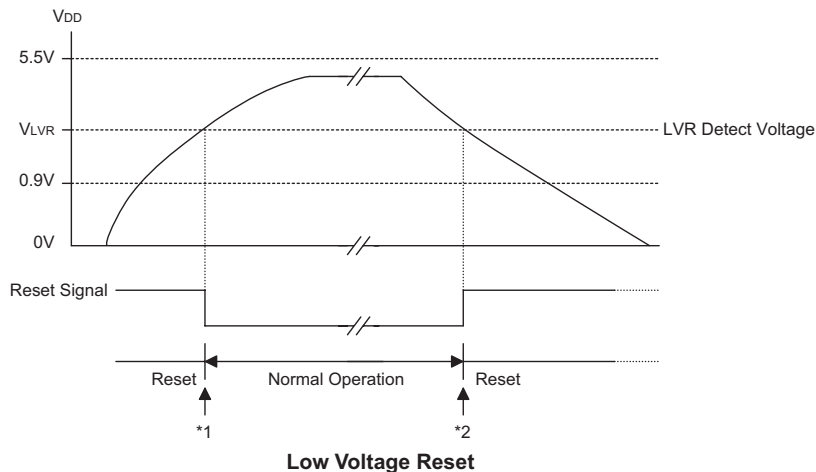 VDD
5.5V
VLVR
LVR Detect Voltage
0.9V
0V
Reset Signal
Reset
Normal Operation
Reset
*1
*2
Low Voltage Reset